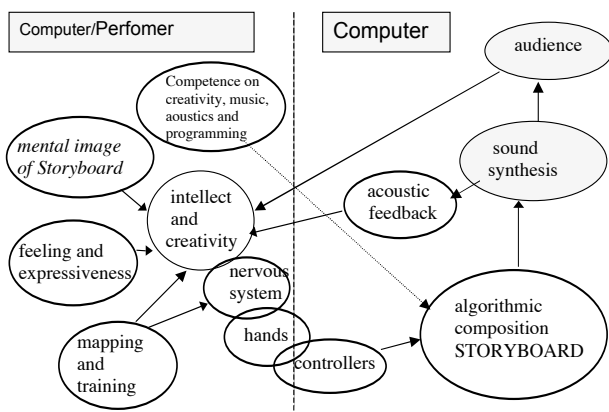 Computer/Perfomer
Computer
audience
Competence on
creativity, music,
aoustics and
programming
mental image
of Storyboard
sound
synthesis
intellect
and
creativity
acoustic
feedback
feeling and
expressiveness
nervous
system
algorithmic
composition
STORYBOARD
mapping
and
training
hands
controllers